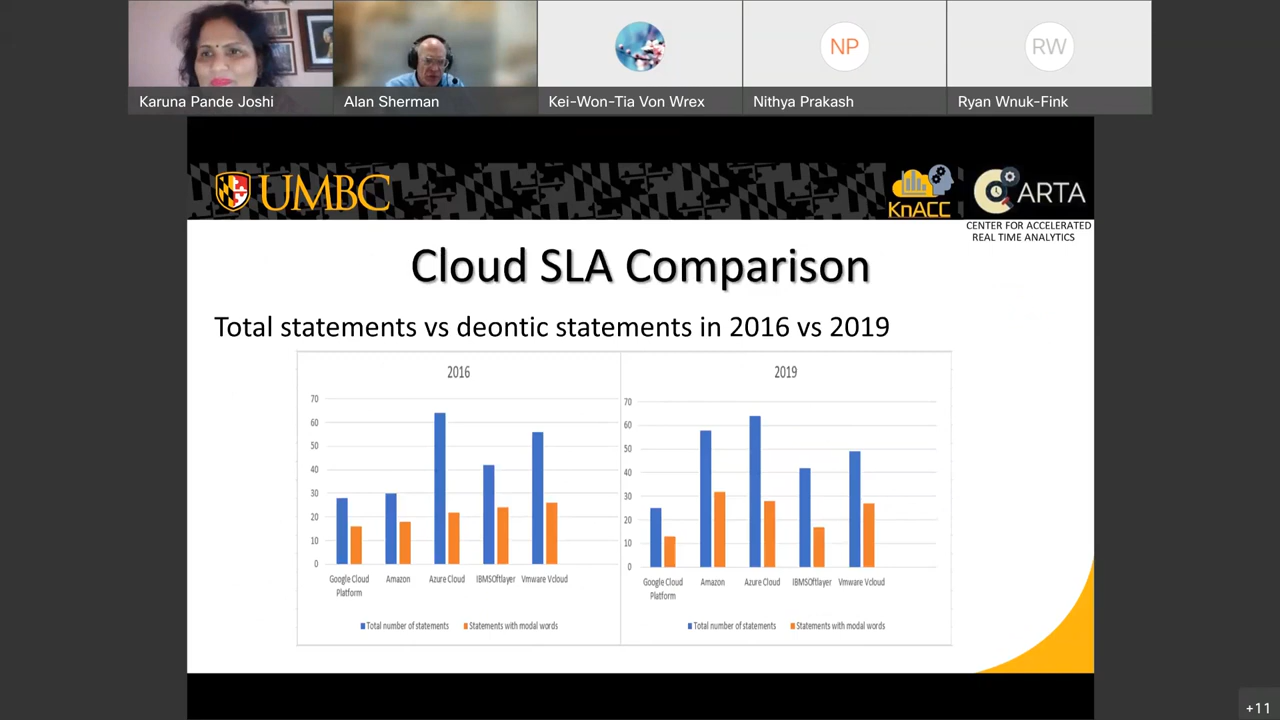 NP
RW
Karuna Pande Joshi
Alan Sherman
Kei-Won-Tia Von Wrex
Nithya Prakash
Ryan Wnuk-Fink
UMBC
KnACC
CARTA
CENTER FOR ACCELERATED
REAL TIME ANALYTICS
Cloud SLA Comparison
Total statements vs deontic statements in 2016 vs 2019
2016
70
60
50
40
30
20
10
0
Google Cloud
Platform
Amazon
Azure Cloud
IBMSOftlayer
Vmware Vcloud
Total number of statements
Statements with modal words
2019
70
60
50
40
30
20
10
0
Google Cloud
Platform
Amazon
Azure Cloud
IBMSOftlayer
Vmware Vcloud
Total number of statements
Statements with modal words
+11